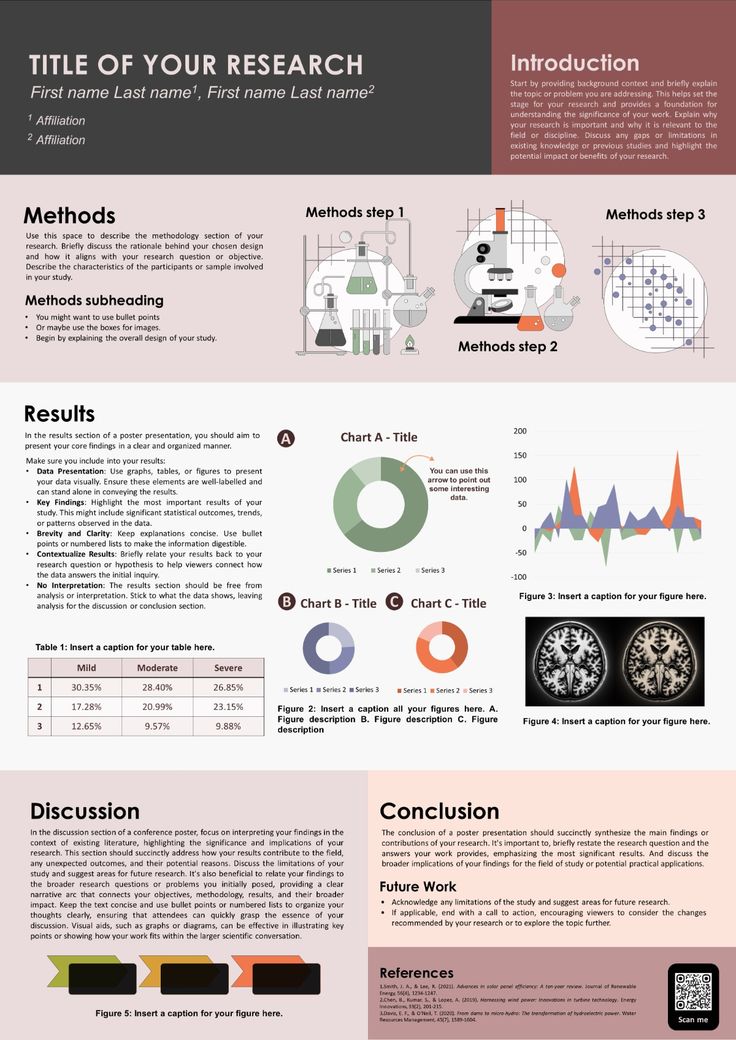 TITLE OF YOUR RESEARCH
First name Last name¹, First name Last name²
¹ Affiliation
² Affiliation
Introduction
Start by providing background context and briefly explain
the topic or problem you are addressing. This helps set the
stage for your research and provides a foundation for
understanding the significance of your work. Explain why
your research is important and why it is relevant to the
field or discipline. Discuss any gaps or limitations in
existing knowledge or previous studies and highlight the
potential impact or benefits of your research.
Methods
Use this space to describe the methodology section of your
research. Briefly discuss the rationale behind your chosen design
and how it aligns with your research question or objective.
Describe the characteristics of the participants or sample involved
in your study.
Methods subheading
• You might want to use bullet points
• Or maybe use the boxes for images.
• Begin by explaining the overall design of your study.
Methods step 1
Methods step 2
Methods step 3
Results
In the results section of a poster presentation, you should aim to
present your core findings in a clear and organized manner.
Make sure you include into your results:
• Data Presentation: Use graphs, tables, or figures to present
your data visually. Ensure these elements are well-labelled and
can stand alone in conveying the results.
• Key Findings: Highlight the most important results of your
study. This might include significant statistical outcomes, trends,
or patterns observed in the data.
• Brevity and Clarity: Keep explanations concise. Use bullet
points or numbered lists to make the information digestible.
• Contextualize Results: Briefly relate your results back to your
research question or hypothesis to help viewers connect how
the data answers the initial inquiry.
• No Interpretation: The results section should be free from
analysis or interpretation. Stick to what the data shows, leaving
analysis for the discussion or conclusion section.
Table 1: Insert a caption for your table here.
Mild Moderate Severe
1 30.35% 28.40% 26.85%
2 17.28% 20.99% 23.15%
3 12.65% 9.57% 9.88%
A
Chart A - Title
You can use this
arrow to point out
some interesting
data.
Series 1 Series 2 Series 3
B Chart B - Title
Series 1 Series 2 Series 3
C Chart C - Title
Series 1 Series 2 Series 3
Figure 2: Insert a caption all your figures here. A.
Figure description B. Figure description C. Figure
description
200
150
100
50
0
-50
-100
Figure 3: Insert a caption for your figure here.
Figure 4: Insert a caption for your figure here.
Discussion
In the discussion section of a conference poster, focus on interpreting your findings in the
context of existing literature, highlighting the significance and implications of your
research. This section should succinctly address how your results contribute to the field,
any unexpected outcomes, and their potential reasons. Discuss the limitations of your
study and suggest areas for future research. It's also beneficial to relate your findings to
the broader research questions or problems you initially posed, providing a clear
narrative arc that connects your objectives, methodology, results, and their broader
impact. Keep the text concise and use bullet points or numbered lists to organize your
thoughts clearly, ensuring that attendees can quickly grasp the essence of your
discussion. Visual aids, such as graphs or diagrams, can be effective in illustrating key
points or showing how your work fits within the larger scientific conversation.
Figure 5: Insert a caption for your figure here.
Conclusion
The conclusion of a poster presentation should succinctly synthesize the main findings or
contributions of your research. It's important to, briefly restate the research question and the
answers your work provides, emphasizing the most significant results. And discuss the
broader implications of your findings for the field of study or potential practical applications.
Future Work
• Acknowledge any limitations of the study and suggest areas for future research.
• If applicable, end with a call to action, encouraging viewers to consider the changes
recommended by your research or to explore the topic further.
References
1.Smith, J. A., & Lee, R. (2021). Advances in solar panel efficiency: A ten-year review. Journal of Renewable
Energy, 56(4), 1234-1247.
2.Chen, B., Kumar, S., & Lopez, A. (2019). Harnessing wind power: Innovations in turbine technology. Energy
Innovations, 33(2), 201-215.
3.Davis, E. F., & O'Neil, T. (2020). From dams to micro-hydro: The transformation of hydroelectric power. Water
Resources Management, 45(7), 1589-1604.
Scan me